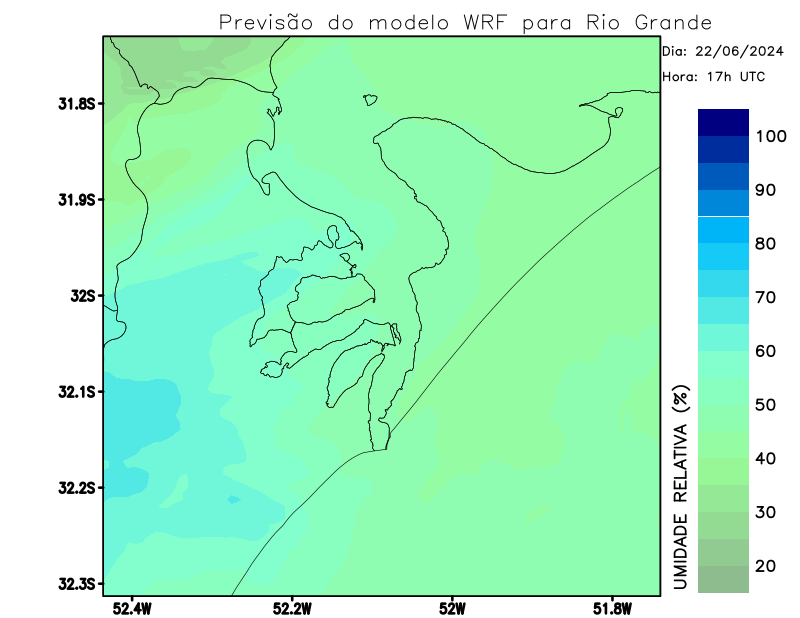 Previsão do modelo WRF para Rio Grande
Dia: 22/06/2024
Hora: 17h UTC
31.8S
31.9S
32S
32.1S
32.2S
32.3S
52.4W
52.2W
52W
51.8W
UMIDADE RELATIVA (%)
100
90
80
70
60
50
40
30
20